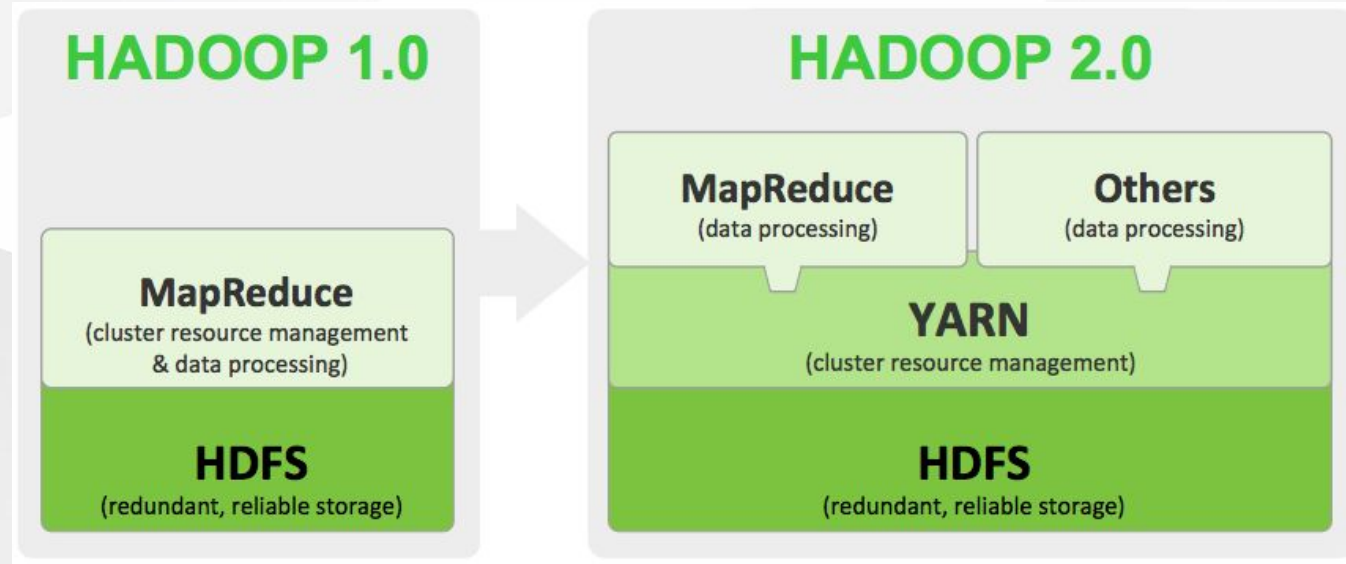 HADOOP 1.0
MapReduce
(cluster resource management
& data processing)
HDFS
(redundant, reliable storage)
HADOOP 2.0
MapReduce
(data processing)
Others
(data processing)
YARN
(cluster resource management)
HDFS
(redundant, reliable storage)